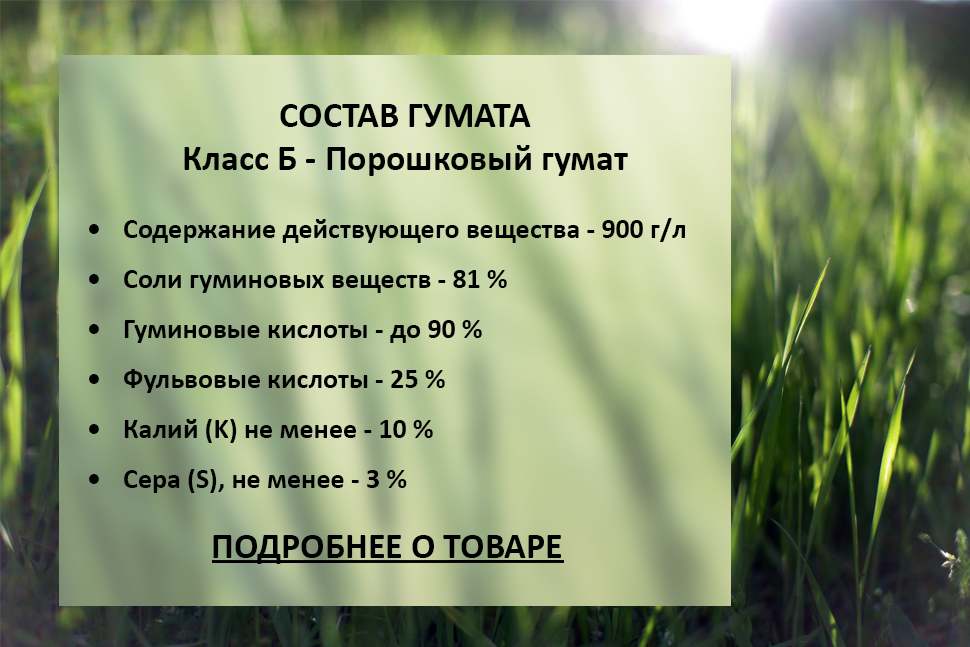 СОСТАВ ГУМАТА
Класс Б - Порошковый гумат
• Содержание действующего вещества - 900 г/л
• Соли гуминовых веществ - 81 %
• Гуминовые кислоты - до 90 %
• Фульвовые кислоты - 25 %
• Калий (K) не менее - 10 %
• Сера (S), не менее - 3 %
ПОДРОБНЕЕ О ТОВАРЕ